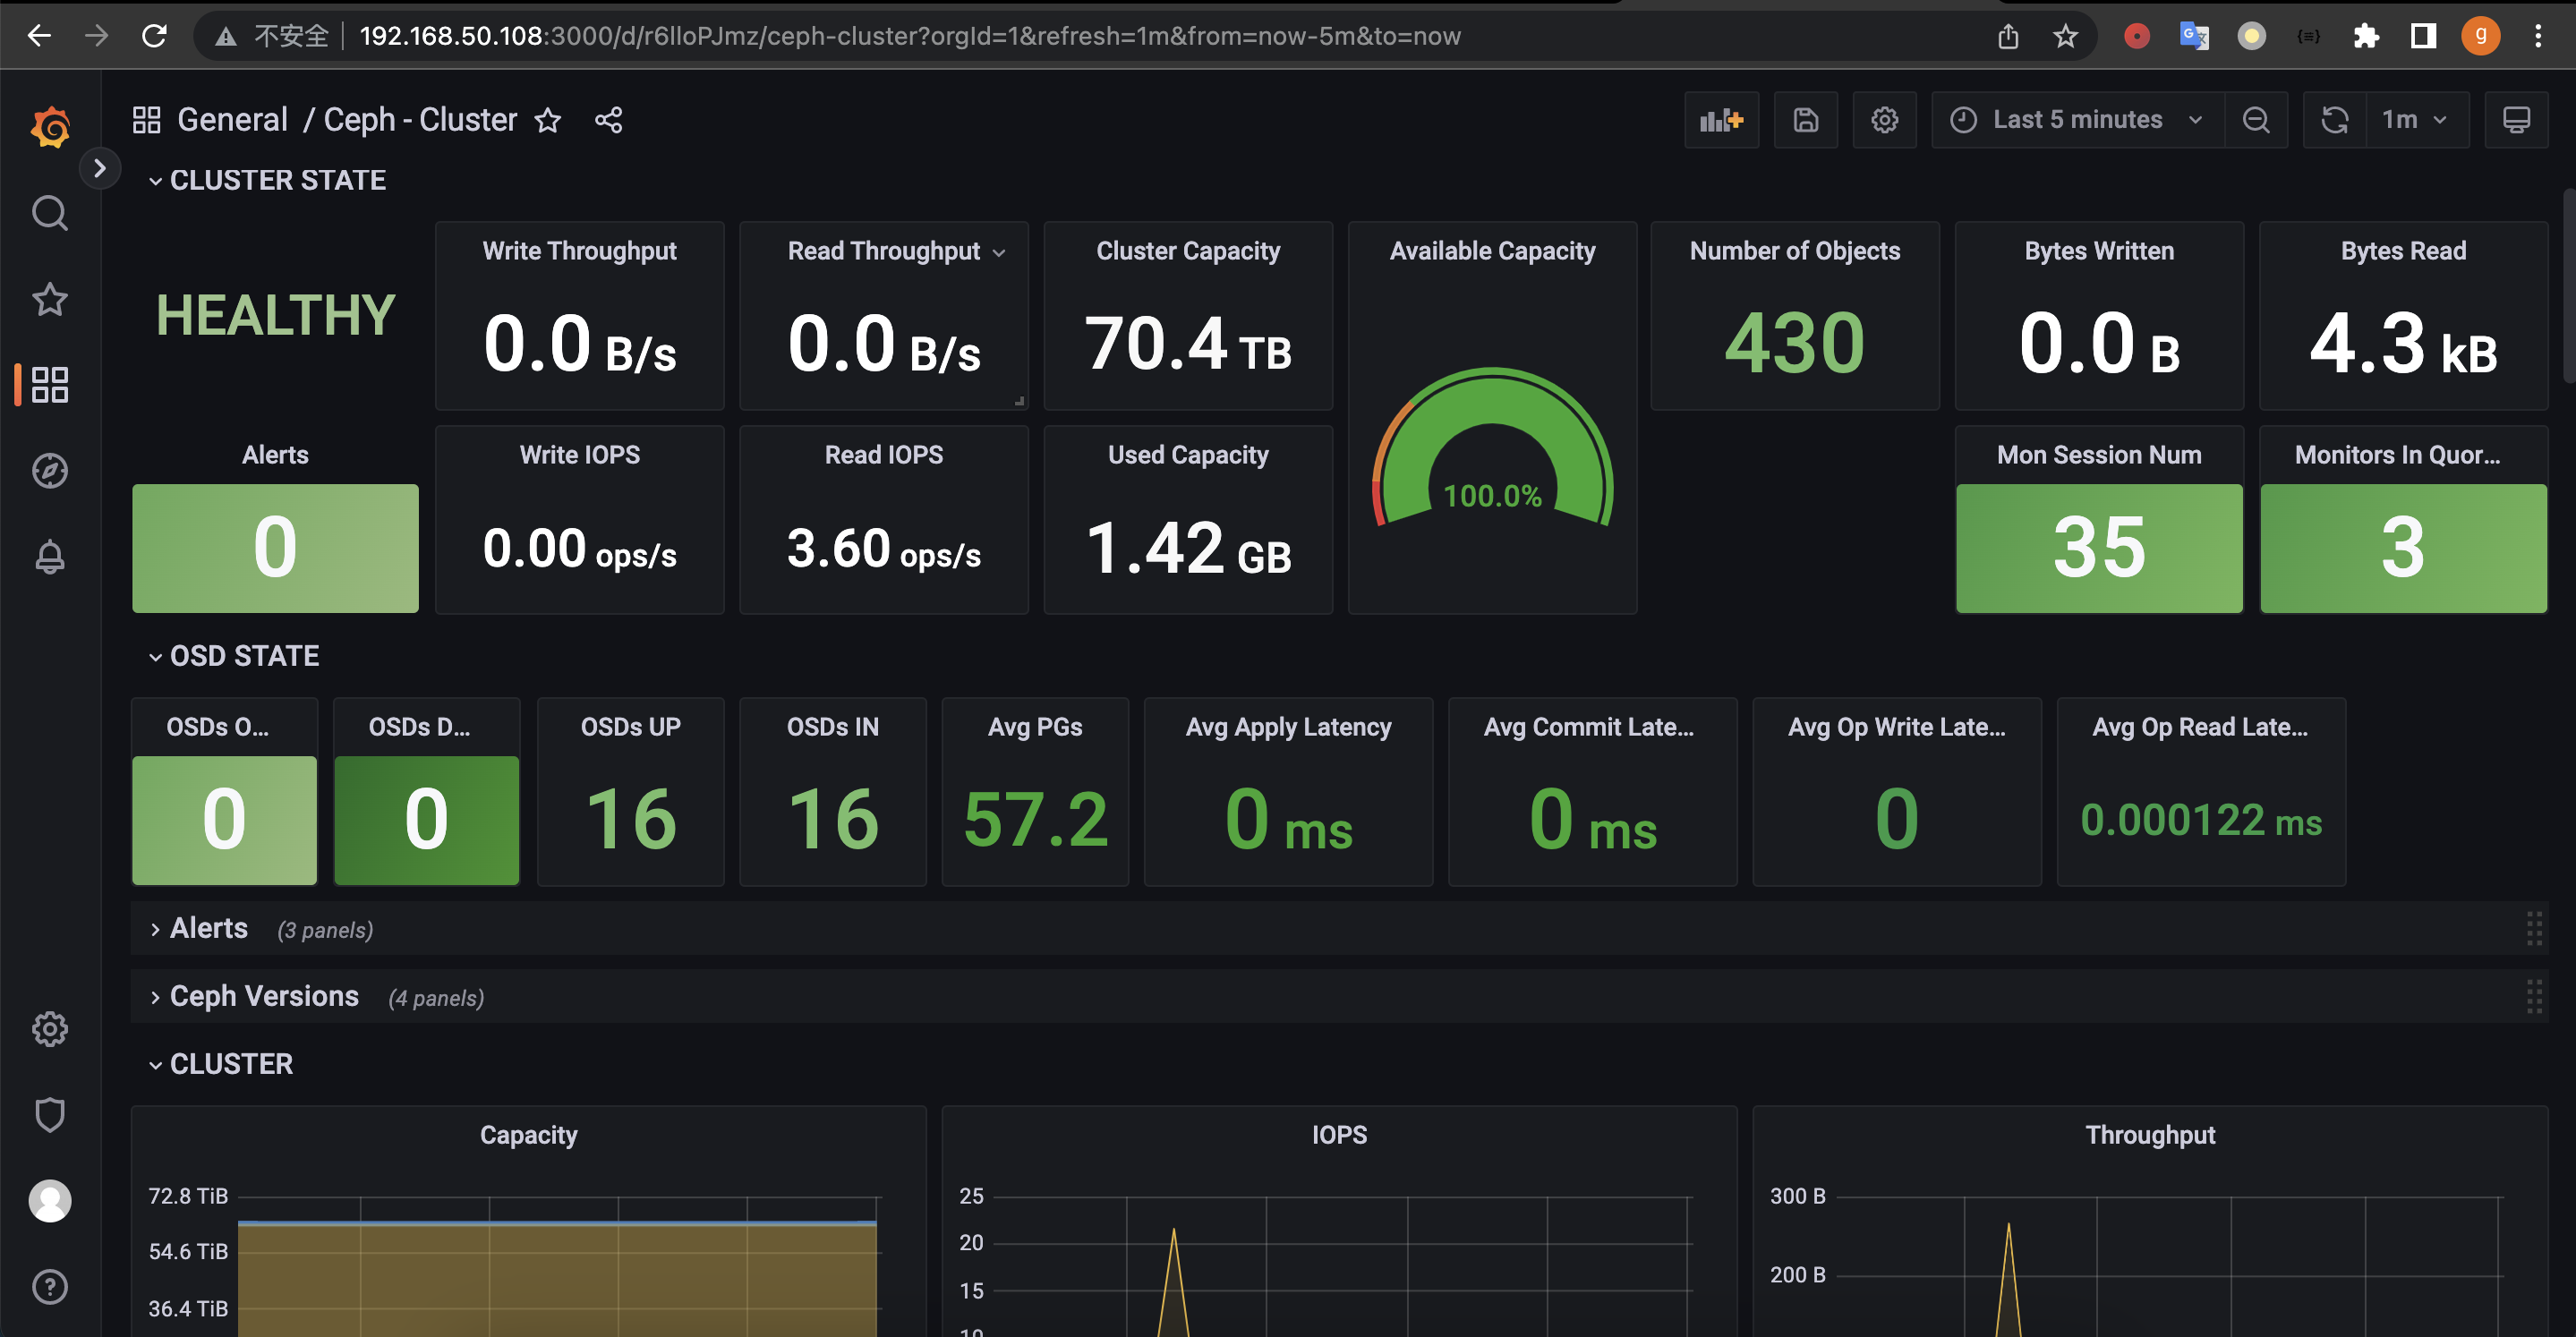 不安全 192.168.50.108:3000/d/r6lloPJmz/ceph-cluster?orgId=1&refresh=1m&from=now-5m&to=now
g
General / Ceph - Cluster
Last 5 minutes
1m
CLUSTER STATE
HEALTHY
Write Throughput
0.0 B/s
Read Throughput
0.0 B/s
Cluster Capacity
70.4 TB
Available Capacity
100.0%
Number of Objects
430
Bytes Written
0.0 B
Bytes Read
4.3 kB
Alerts
0
Write IOPS
0.00 ops/s
Read IOPS
3.60 ops/s
Used Capacity
1.42 GB
Mon Session Num
35
Monitors In Quor...
3
OSD STATE
OSDs O...
0
OSDs D...
0
OSDs UP
16
OSDs IN
16
Avg PGs
57.2
Avg Apply Latency
0 ms
Avg Commit Late...
0 ms
Avg Op Write Late...
0
Avg Op Read Late...
0.000122 ms
Alerts (3 panels)
Ceph Versions (4 panels)
CLUSTER
Capacity
72.8 TiB
54.6 TiB
36.4 TiB
IOPS
25
20
15
10
Throughput
300 B
200 B